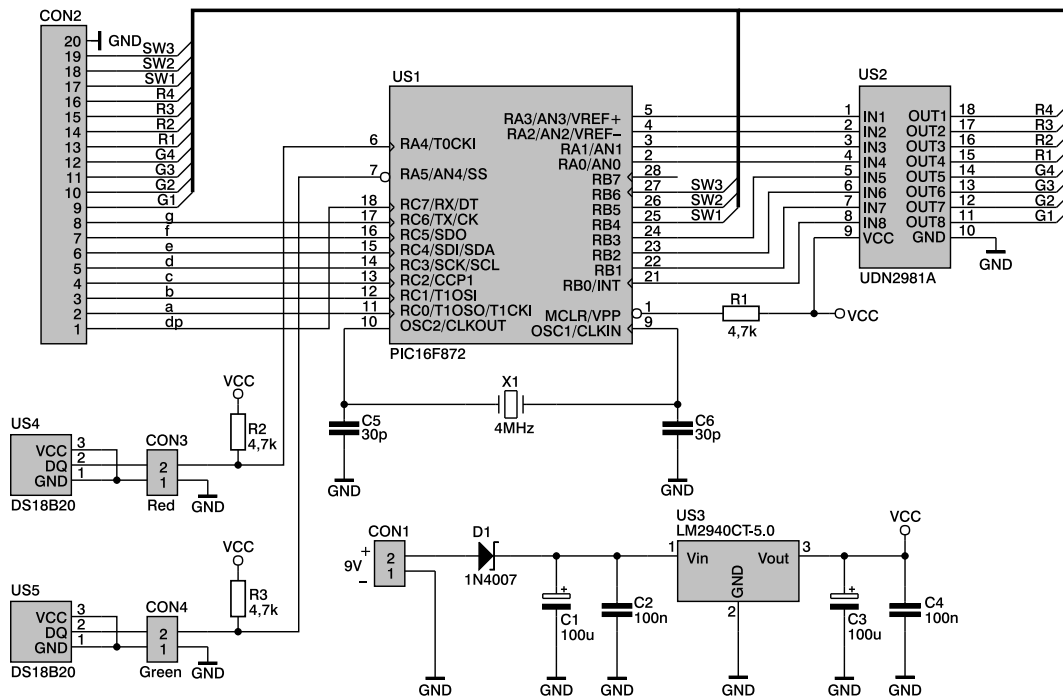 CON2
20
19
18
17
16
15
14
13
12
11
10
9
8
7
6
5
4
3
2
1
GND
SW3
SW2
SW1
R4
R3
R2
R1
G4
G3
G2
G1
g
f
e
d
c
b
a
dp
US1
6 RA4/T0CKI
7 RA5/AN4/SS
18 RC7/RX/DT
17 RC6/TX/CK
16 RC5/SDO
15 RC4/SDI/SDA
14 RC3/SCK/SCL
13 RC2/CCP1
12 RC1/T1OSI
11 RC0/T1OSO/T1CKI
10 OSC2/CLKOUT
RA3/AN3/VREF+ 5
RA2/AN2/VREF− 4
RA1/AN1 3
RA0/AN0 2
RB7 28
RB6 27 SW3
RB5 26 SW2
RB4 25 SW1
RB3 24
RB2 23
RB1 22
RB0/INT 21
MCLR/VPP 1
OSC1/CLKIN 9
PIC16F872
US2
1 IN1 OUT1 18 R4
2 IN2 OUT2 17 R3
3 IN3 OUT3 16 R2
4 IN4 OUT4 15 R1
5 IN5 OUT5 14 G4
6 IN6 OUT6 13 G3
7 IN7 OUT7 12 G2
8 IN8 OUT8 11 G1
9 VCC GND 10
UDN2981A
GND
R1
4,7k
VCC
X1
4MHz
C5
30p
GND
C6
30p
GND
VCC
R2
4,7k
US4
VCC 3
DQ 2
GND 1
DS18B20
CON3
2
1
Red
GND
VCC
R3
4,7k
US5
VCC 3
DQ 2
GND 1
DS18B20
CON4
2
1
Green
GND
CON1
+
9V
−
2
1
GND
D1
1N4007
+
C1
100u
GND
C2
100n
GND
US3
LM2940CT-5.0
1 Vin Vout 3
GND
2
GND
VCC
+
C3
100u
GND
C4
100n
GND